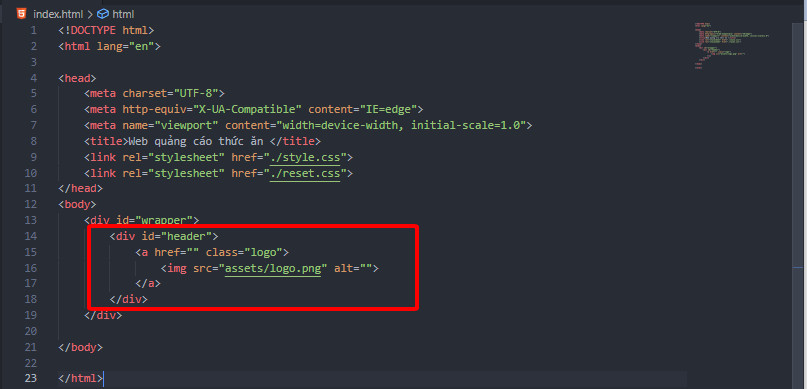 index.html > html
1 <!DOCTYPE html>
2 <html lang="en">
3
4 <head>
5 <meta charset="UTF-8">
6 <meta http-equiv="X-UA-Compatible" content="IE=edge">
7 <meta name="viewport" content="width=device-width, initial-scale=1.0">
8 <title>Web quảng cáo thức ăn </title>
9 <link rel="stylesheet" href="./style.css">
10 <link rel="stylesheet" href="./reset.css">
11 </head>
12 <body>
13 <div id="wrapper">
14 <div id="header">
15 <a href="" class="logo">
16 <img src="assets/logo.png" alt="">
17 </a>
18 </div>
19 </div>
20
21 </body>
22
23 </html>